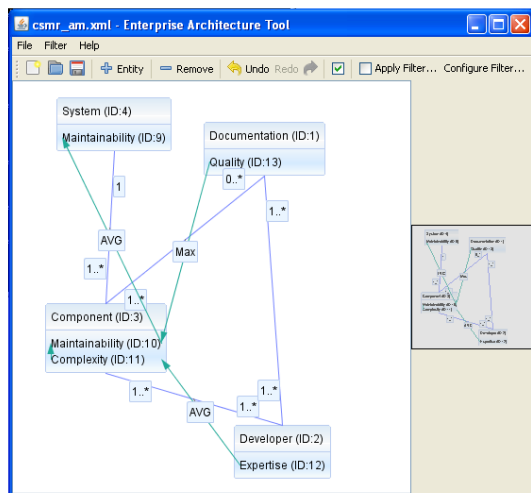 csmr_am.xml - Enterprise Architecture Tool
File Filter Help
Entity Remove Undo Redo Apply Filter... Configure Filter...
System (ID:4)
Maintainability (ID:9)
Documentation (ID:1)
Quality (ID:13)
0..*
1
1..*
AVG
Max
1..*
1..*
Component (ID:3)
Maintainability (ID:10)
Complexity (ID:11)
1..*
1..*
1..*
AVG
Developer (ID:2)
Expertise (ID:12)